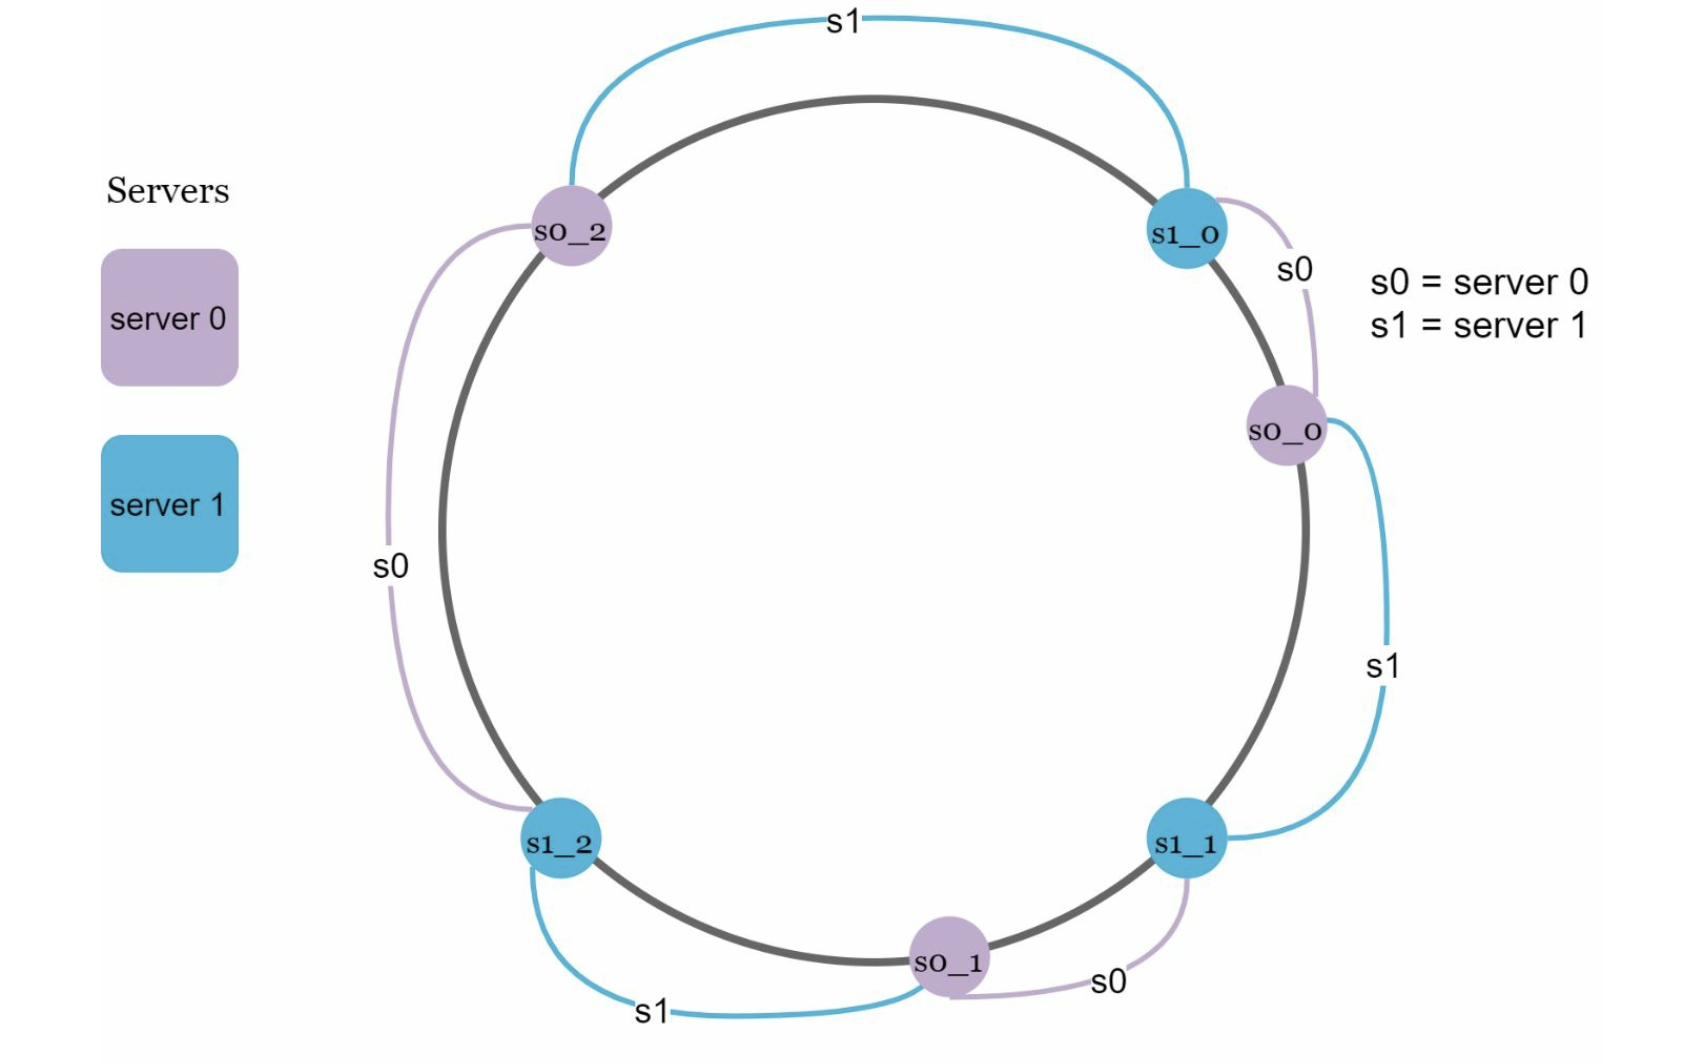 s1
Servers
s0_2
s1_0
s0
s0 = server 0
s1 = server 1
server 0
s0_0
server 1
s0
s1
s1_2
s1_1
s0_1
s0
s1